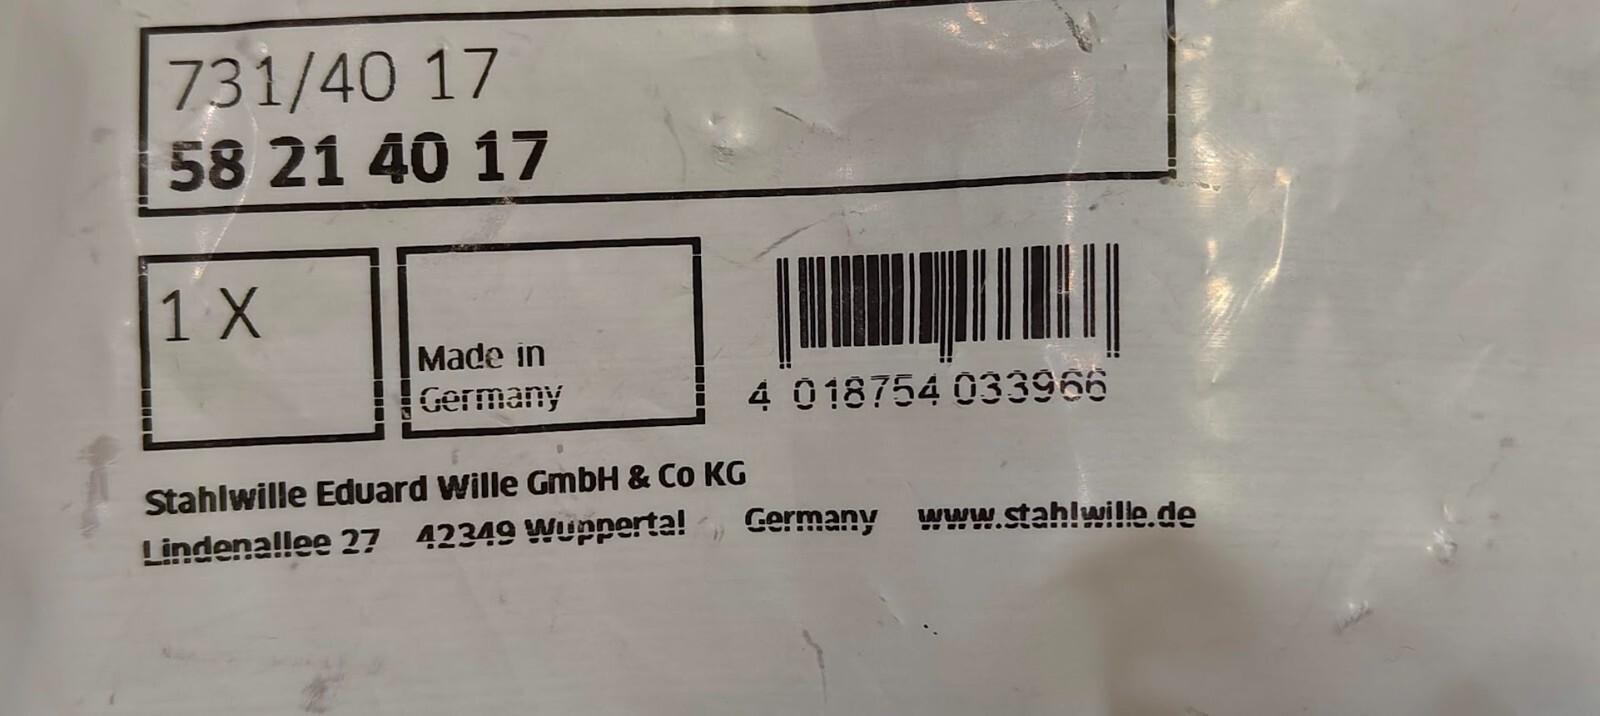 731/40 17
58 21 40 17
1 X
Made in
Germany
4 018754 033966
Stahlwille Eduard Wille GmbH & Co KG
Lindenallee 27 42349 Wuppertal Germany www.stahlwille.de